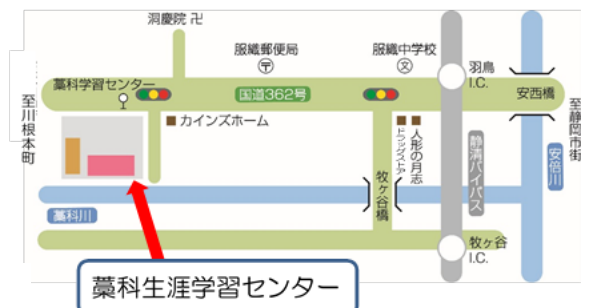 洞慶院 卍
服織郵便局
〒
服織中学校
文
羽鳥
I.C.
藁科学習センター
国道362号
安西橋
至川根本町
至静岡市街
■ カインズホーム
ドラッグストア
人形の月志
静清バイパス
安倍川
牧ヶ谷橋
藁科川
牧ヶ谷
I.C.
藁科生涯学習センター